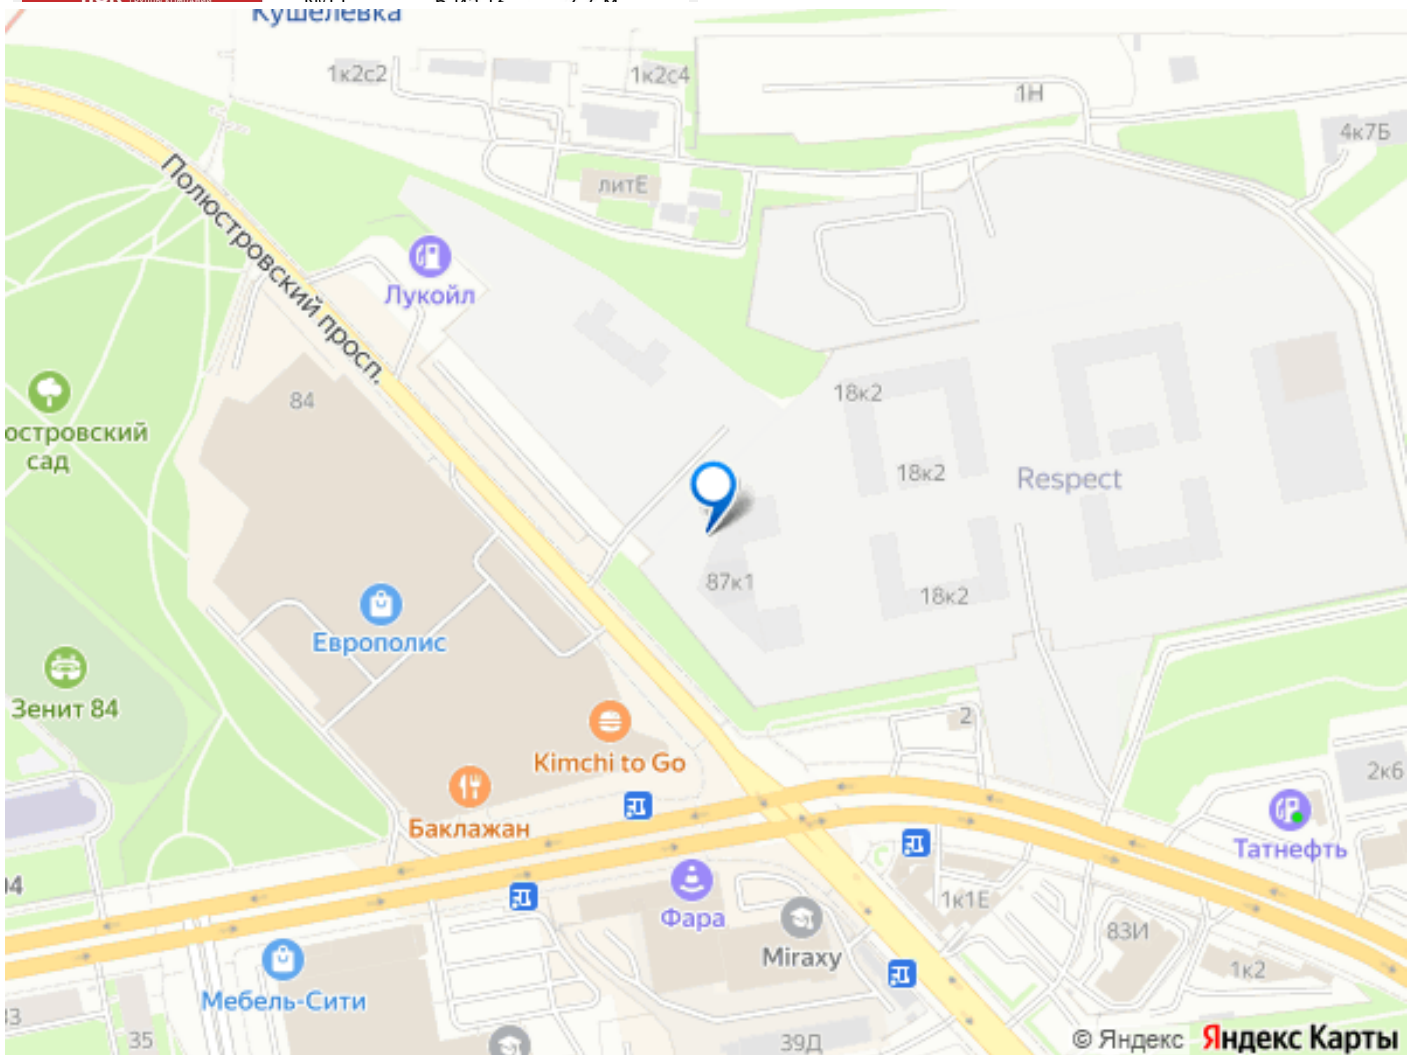 Кушелевка
1к2с2
1к2с4
1Н
4к7Б
литЕ
Полюстровский просп.
Лукойл
84
18к2
островский
сад
18к2
Respect
87к1
18к2
Европолис
Зенит 84
2
Kimchi to Go
2к6
Баклажан
Татнефть
04
1к1Е
Фара
83И
Miraxy
1к2
Мебель-Сити
33
35
39Д
© Яндекс Яндекс Карты